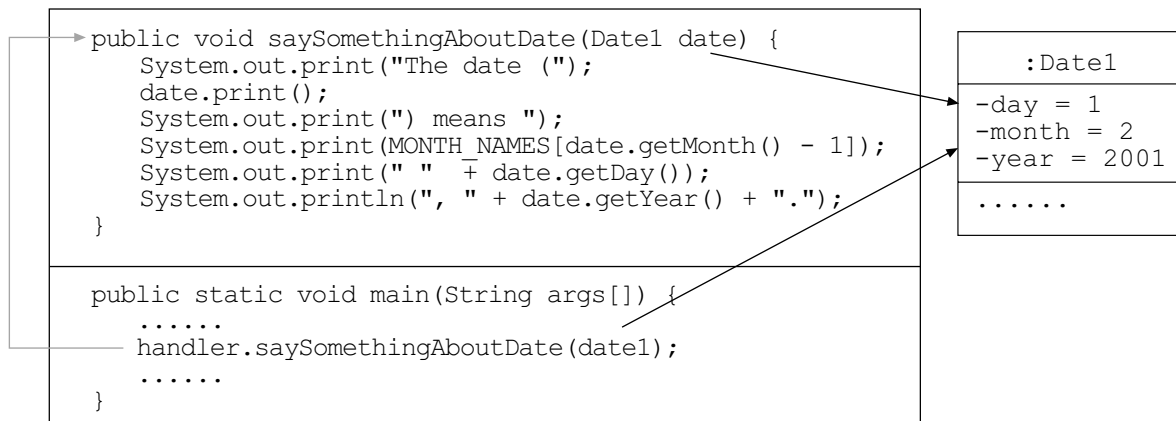 public void saySomethingAboutDate(Date1 date) {
System.out.print("The date (");
date.print();
System.out.print(") means ");
System.out.print(MONTH_NAMES[date.getMonth() - 1]);
System.out.print(" " + date.getDay());
System.out.println(", " + date.getYear() + ".");
}
public static void main(String args[]) {
......
handler.saySomethingAboutDate(date1);
......
}
:Date1
-day = 1
-month = 2
-year = 2001
......